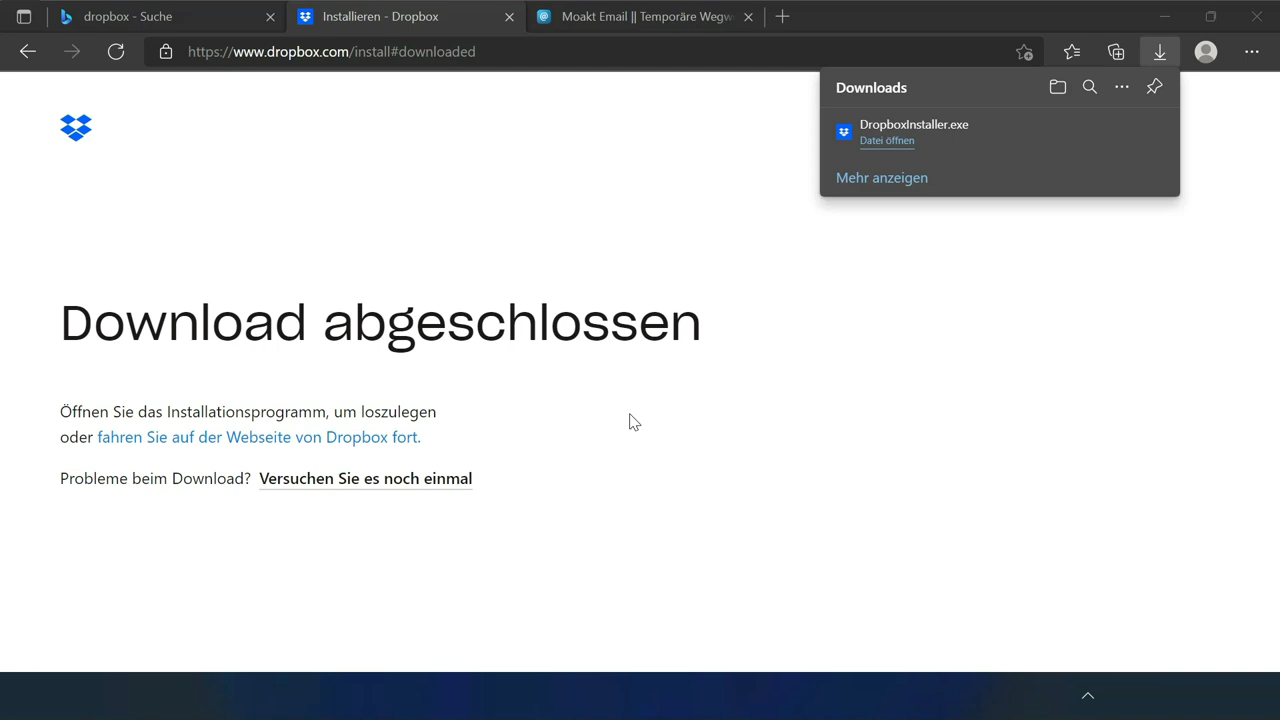 dropbox - Suche
Installieren - Dropbox
Moakt Email || Temporäre Wegw
https://www.dropbox.com/install#downloaded
Downloads
DropboxInstaller.exe
Datei öffnen
Mehr anzeigen
Download abgeschlossen
Öffnen Sie das Installationsprogramm, um loszulegen
oder fahren Sie auf der Webseite von Dropbox fort.
Probleme beim Download? Versuchen Sie es noch einmal